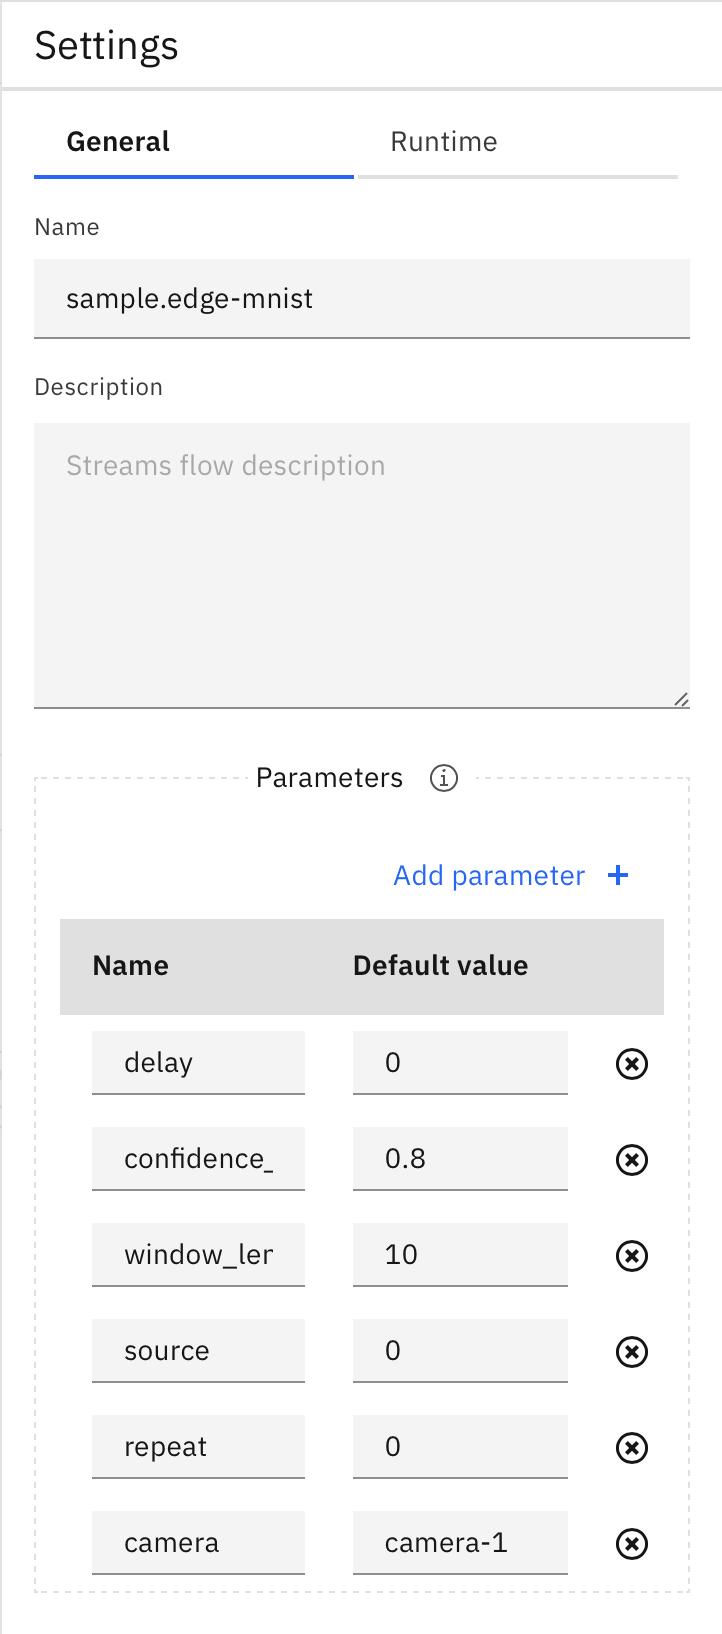 Settings
General Runtime
Name
sample.edge-mnist
Description
Streams flow description
Parameters
Add parameter +
Name Default value
delay 0
confidence_ 0.8
window_ler 10
source 0
repeat 0
camera camera-1